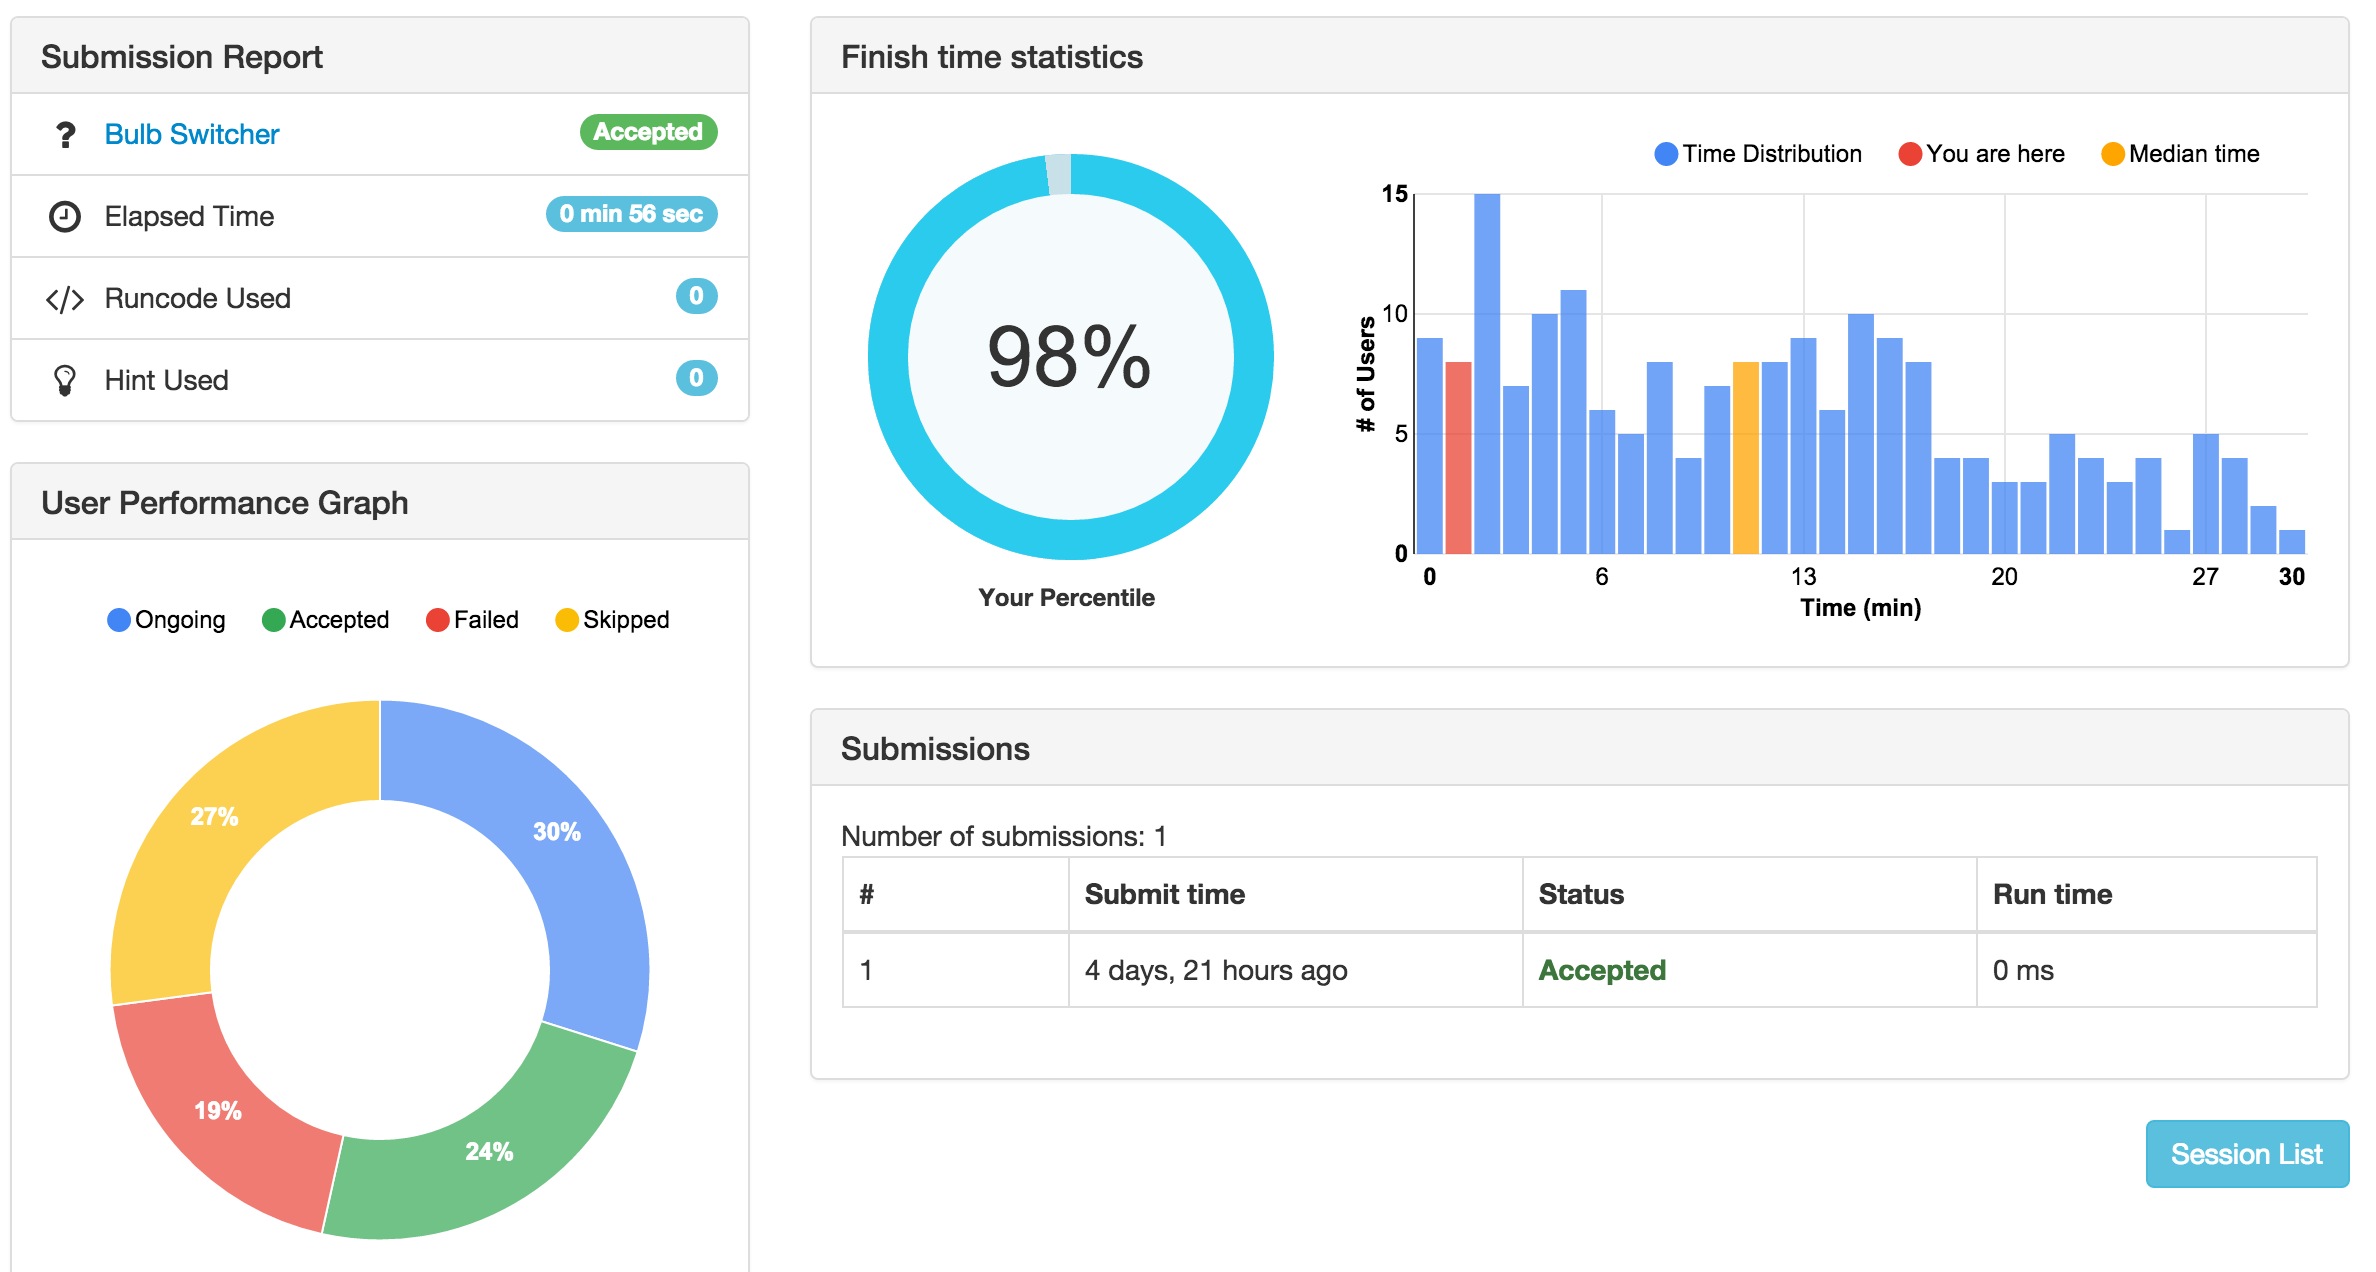 Submission Report
Bulb Switcher Accepted
Elapsed Time 0 min 56 sec
Runcode Used 0
Hint Used 0
User Performance Graph
Ongoing Accepted Failed Skipped
27%
30%
19%
24%
Finish time statistics
98%
Your Percentile
Time Distribution You are here Median time
15
10
5
0
# of Users
0 6 13 20 27 30
Time (min)
Submissions
Number of submissions: 1
# Submit time Status Run time
1 4 days, 21 hours ago Accepted 0 ms
Session List